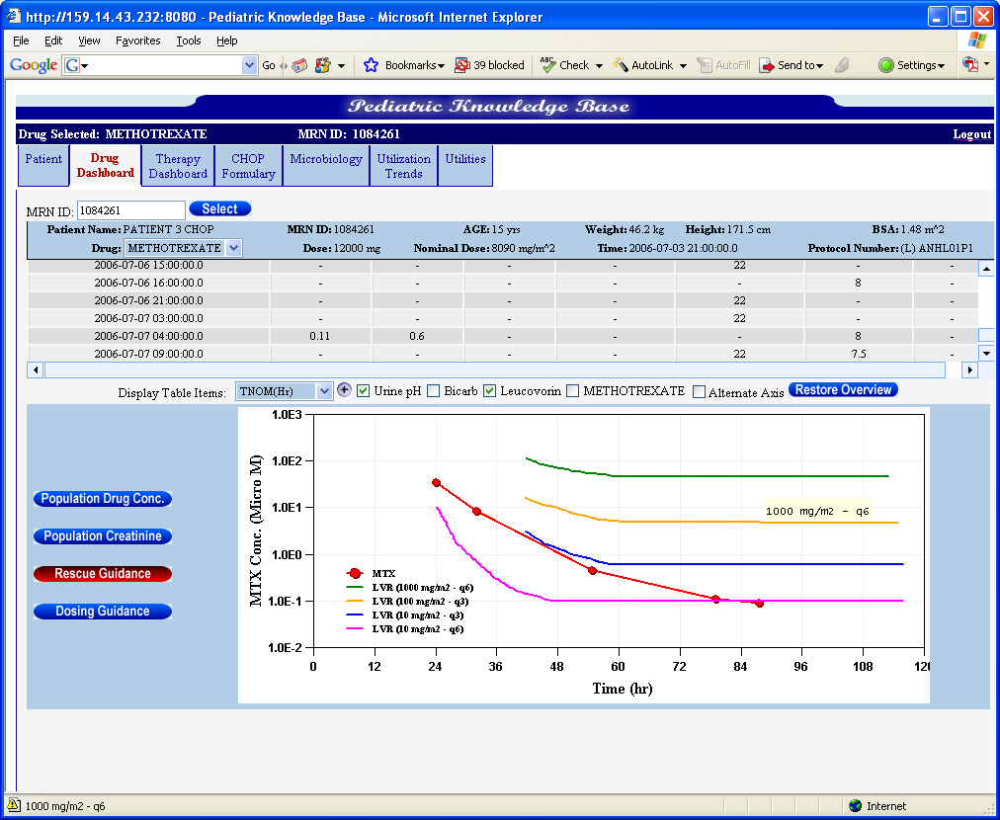 http://159.14.43.232:8080 - Pediatric Knowledge Base - Microsoft Internet Explorer
File Edit View Favorites Tools Help
Google G Go Bookmarks 39 blocked ABC Check AutoLink AutoFill Send to Settings
Pediatric Knowledge Base
Drug Selected: METHOTREXATE MRN ID: 1084261 Logout
Patient Drug Dashboard Therapy Dashboard CHOP Formulary Microbiology Utilization Trends Utilities
MRN ID: 1084261 Select
Patient Name: PATIENT 3 CHOP MRN ID: 1084261 AGE: 15 yrs Weight: 46.2 kg Height: 171.5 cm BSA: 1.48 m^2
Drug: METHOTREXATE Dose: 12000 mg Nominal Dose: 8090 mg/m^2 Time: 2006-07-03 21:00:00.0 Protocol Number: (L) ANHL01P1
2006-07-06 15:00:00.0 - - - - 22 - -
2006-07-06 16:00:00.0 - - - - - 8 -
2006-07-06 21:00:00.0 - - - - 22 - -
2006-07-07 03:00:00.0 - - - - 22 - -
2006-07-07 04:00:00.0 0.11 0.6 - - - 8 -
2006-07-07 09:00:00.0 - - - - 22 7.5 -
Display Table Items: TNOM(Hr) Urine pH Bicarb Leucovorin METHOTREXATE Alternate Axis Restore Overview
Population Drug Conc.
Population Creatinine
Rescue Guidance
Dosing Guidance
MTX Conc. (Micro M)
1.0E3
1.0E2
1.0E1
1.0E0
1.0E-1
1.0E-2
1000 mg/m2 - q6
MTX
LVR (1000 mg/m2 - q6)
LVR (100 mg/m2 - q3)
LVR (10 mg/m2 - q3)
LVR (10 mg/m2 - q6)
0 12 24 36 48 60 72 84 96 108 120
Time (hr)
1000 mg/m2 - q6 Internet